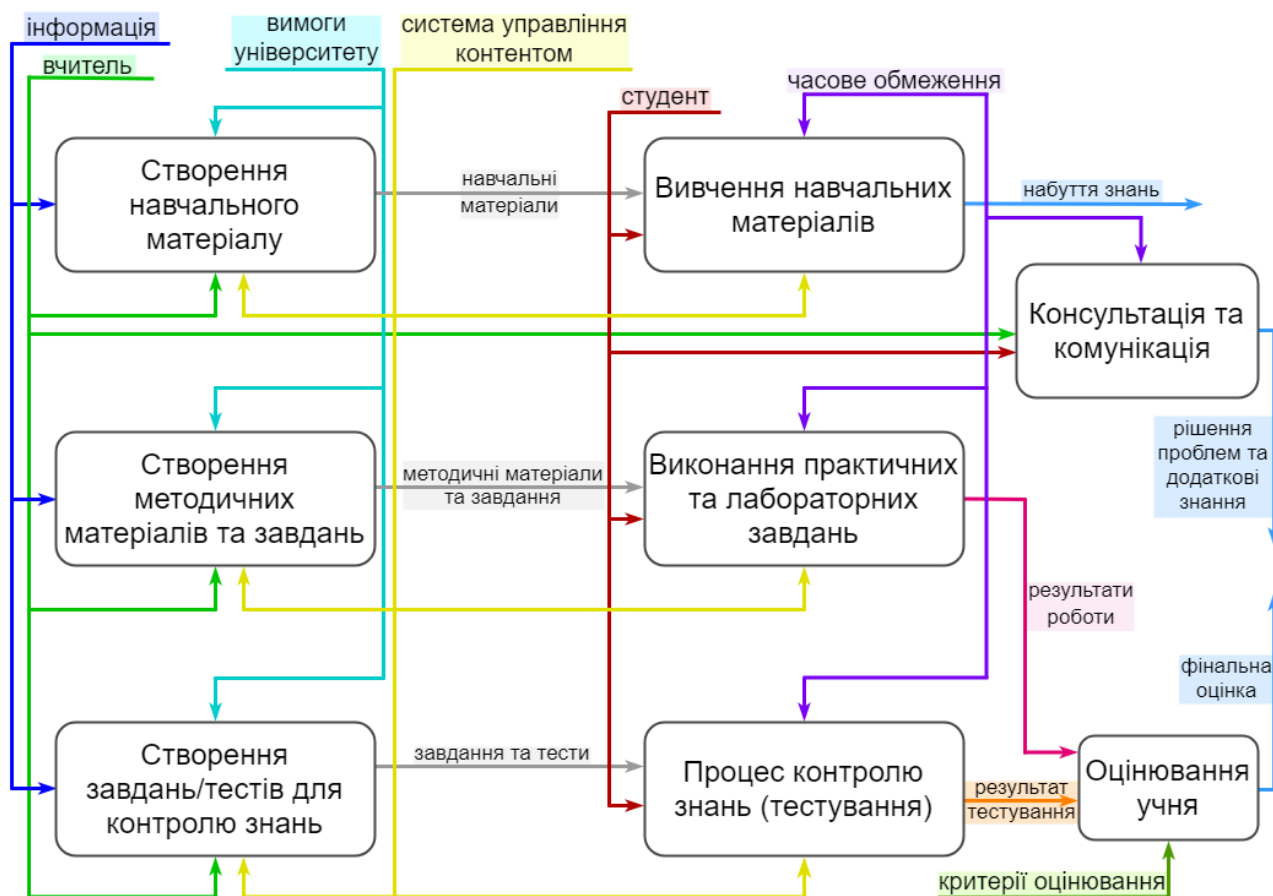 інформація
вимоги
університету
система управління
контентом
вчитель
часове обмеження
студент
Створення
навчального
матеріалу
навчальні
матеріали
Вивчення навчальних
матеріалів
набуття знань
Консультація та
комунікація
Створення
методичних
матеріалів та завдань
методичні матеріали
та завдання
Виконання практичних
та лабораторних
завдань
рішення
проблем та
додаткові
знання
результати
роботи
фінальна
оцінка
Створення
завдань/тестів для
контролю знань
завдання та тести
Процес контролю
знань (тестування)
результат
тестування
Оцінювання
учня
критерії оцінювання